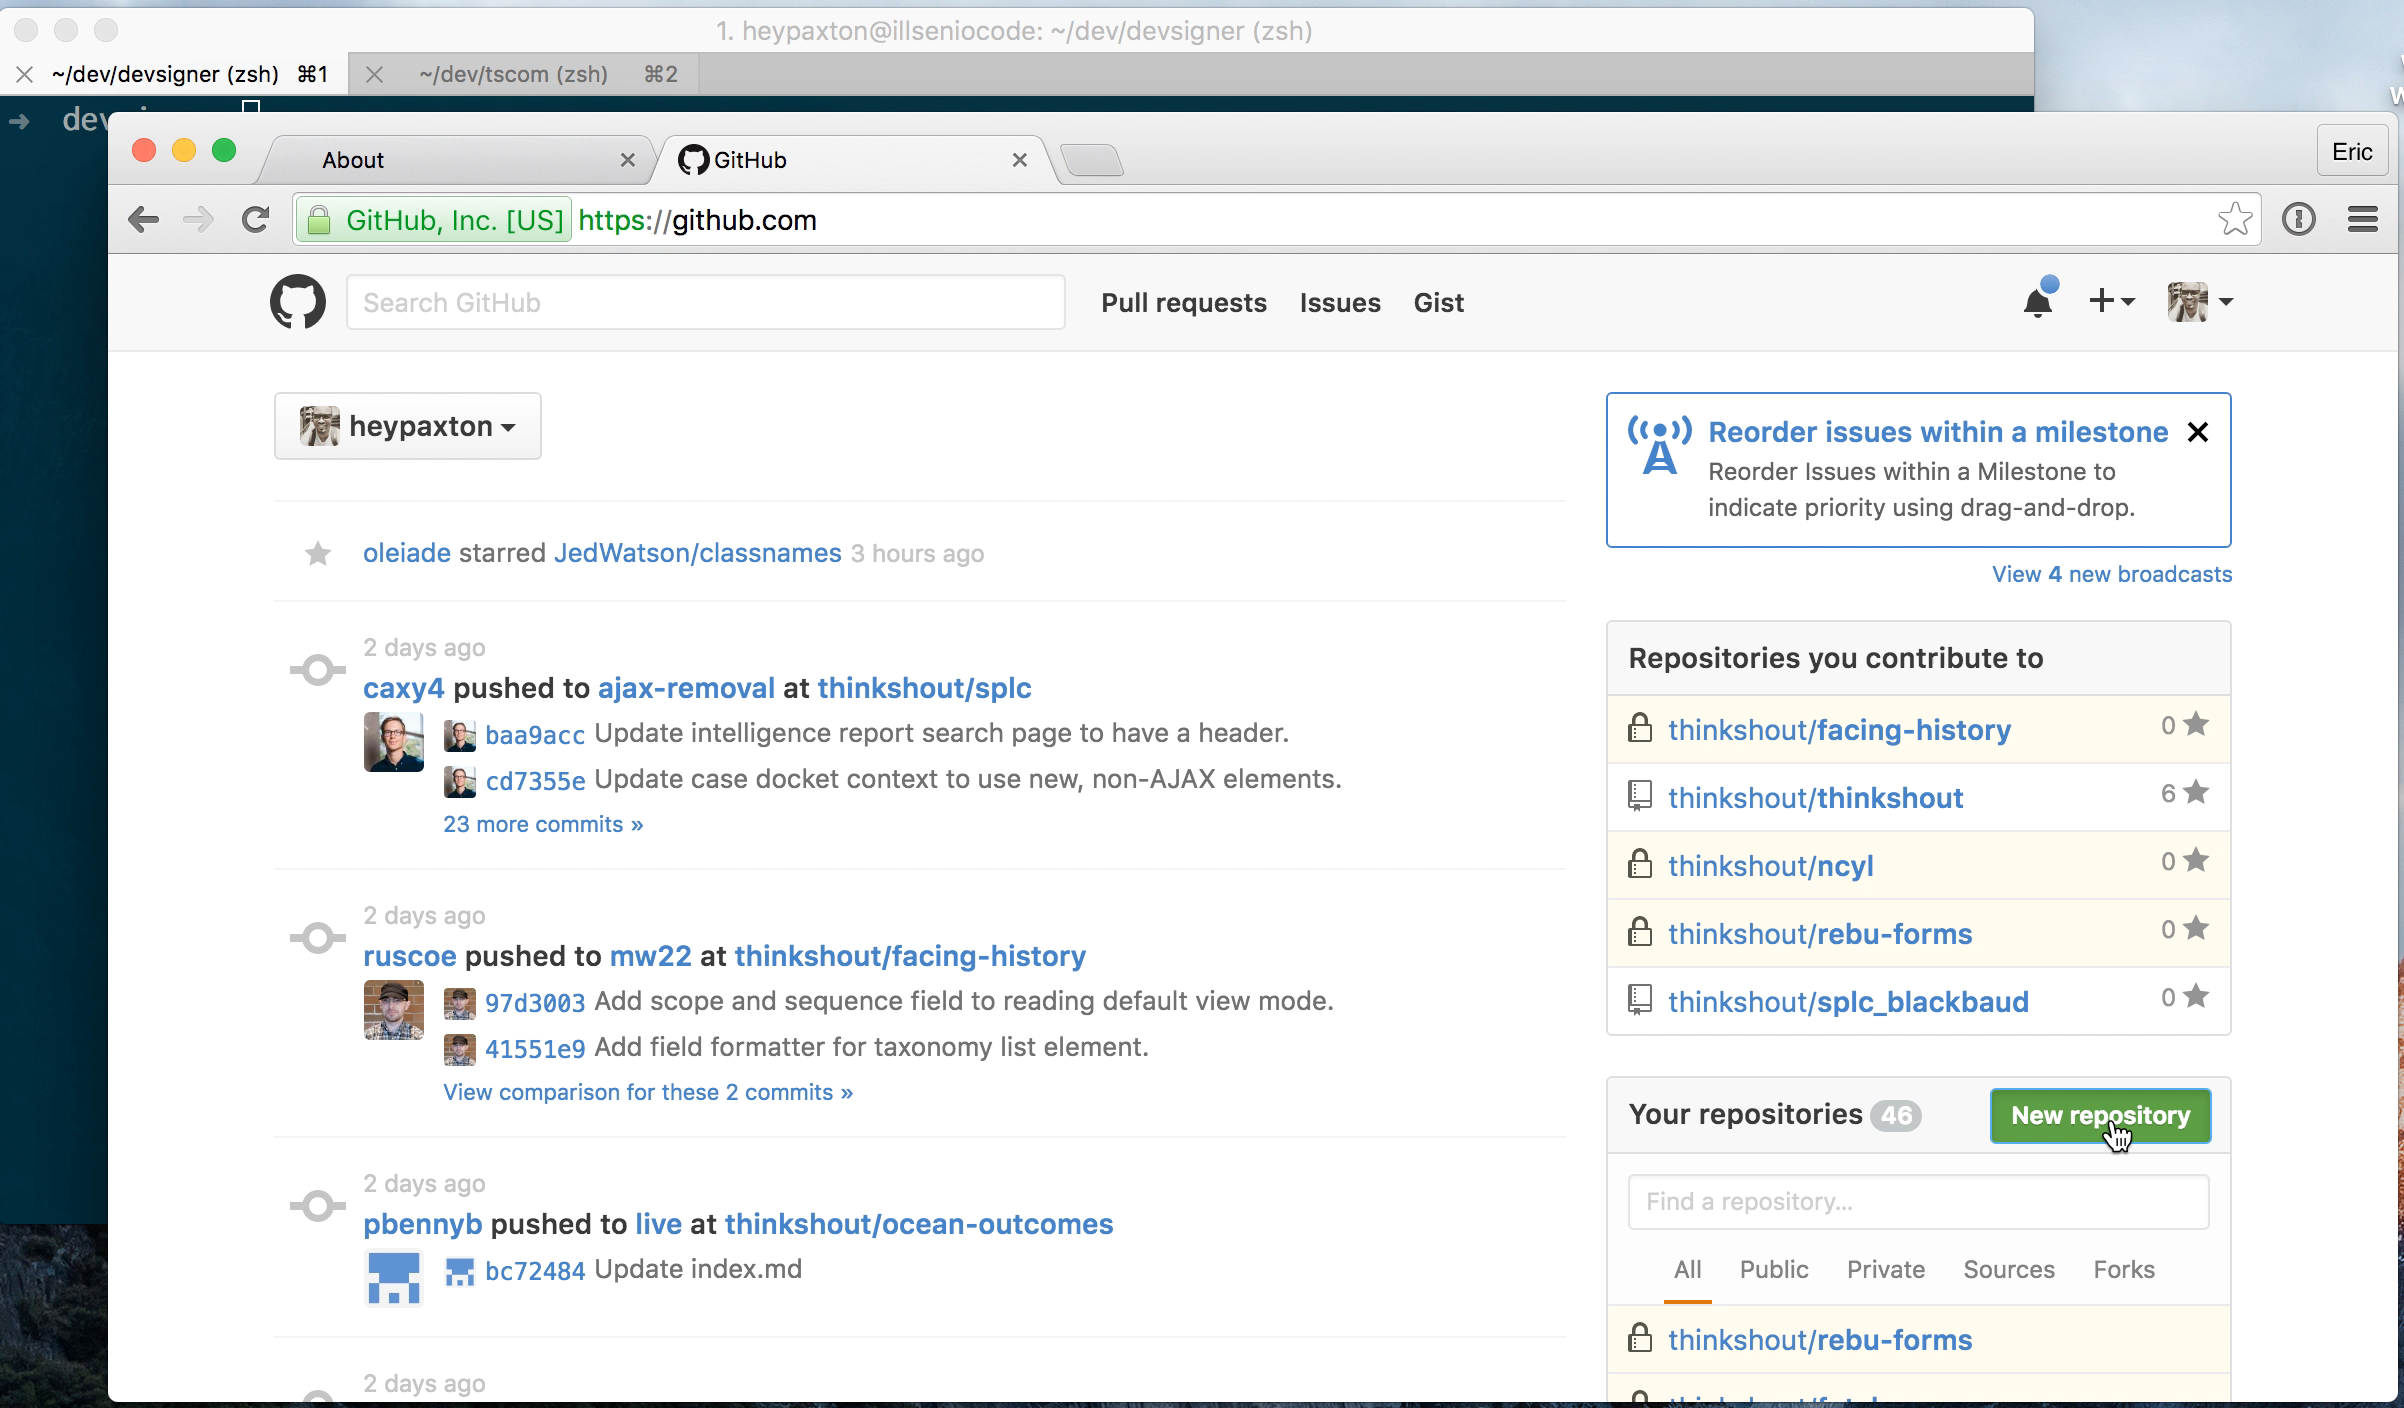 1. heypaxton@illseniocode: ~/dev/devsigner (zsh)
~/dev/devsigner (zsh) ⌘1
~/dev/tscom (zsh) ⌘2
About
GitHub
Eric
GitHub, Inc. [US] https://github.com
Search GitHub
Pull requests Issues Gist
heypaxton
oleiade starred JedWatson/classnames 3 hours ago
2 days ago
caxy4 pushed to ajax-removal at thinkshout/splc
baa9acc Update intelligence report search page to have a header.
cd7355e Update case docket context to use new, non-AJAX elements.
23 more commits »
2 days ago
ruscoe pushed to mw22 at thinkshout/facing-history
97d3003 Add scope and sequence field to reading default view mode.
41551e9 Add field formatter for taxonomy list element.
View comparison for these 2 commits »
2 days ago
pbennyb pushed to live at thinkshout/ocean-outcomes
bc72484 Update index.md
2 days ago
Reorder issues within a milestone
Reorder Issues within a Milestone to
indicate priority using drag-and-drop.
View 4 new broadcasts
Repositories you contribute to
thinkshout/facing-history 0
thinkshout/thinkshout 6
thinkshout/ncyl 0
thinkshout/rebu-forms 0
thinkshout/splc_blackbaud 0
Your repositories 46
New repository
Find a repository...
All Public Private Sources Forks
thinkshout/rebu-forms